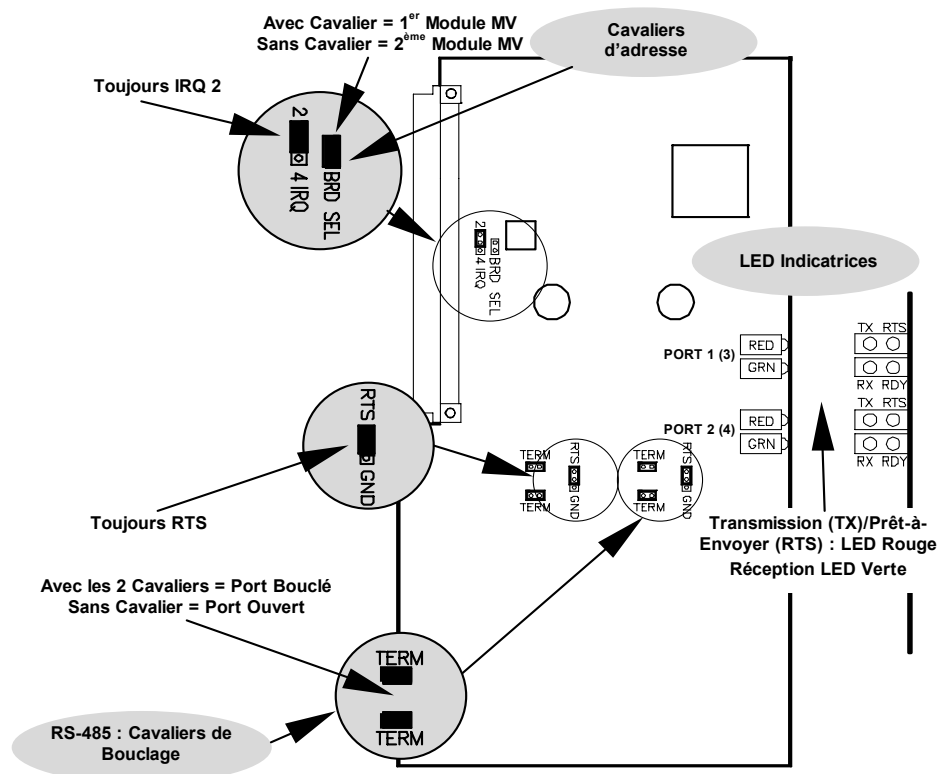 Avec Cavalier = 1er Module MV
Sans Cavalier = 2ème Module MV
Cavaliers
d'adresse
Toujours IRQ 2
2
4 IRQ
BRD SEL
2
4 IRQ
BRD SEL
LED Indicatrices
TX RTS
PORT 1 (3)
RED
GRN
RX RDY
TX RTS
PORT 2 (4)
RED
GRN
RX RDY
RTS
GND
TERM
RTS
GND
TERM
TERM
RTS
GND
TERM
Toujours RTS
Transmission (TX)/Prêt-à-
Envoyer (RTS) : LED Rouge
Réception LED Verte
Avec les 2 Cavaliers = Port Bouclé
Sans Cavalier = Port Ouvert
TERM
TERM
RS-485 : Cavaliers de
Bouclage